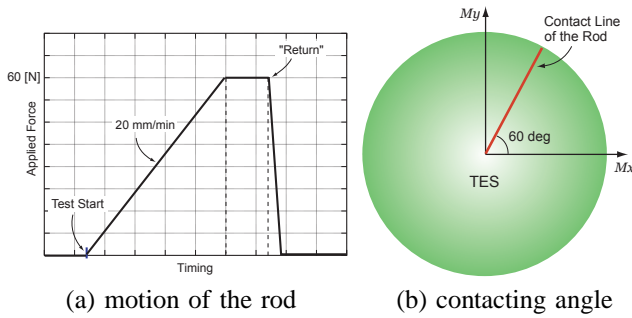 "Return"
60 [N]
20 mm/min
Applied Force
Test Start
Timing
(a) motion of the rod
My
Contact Line
of the Rod
60 deg
Mx
TES
(b) contacting angle